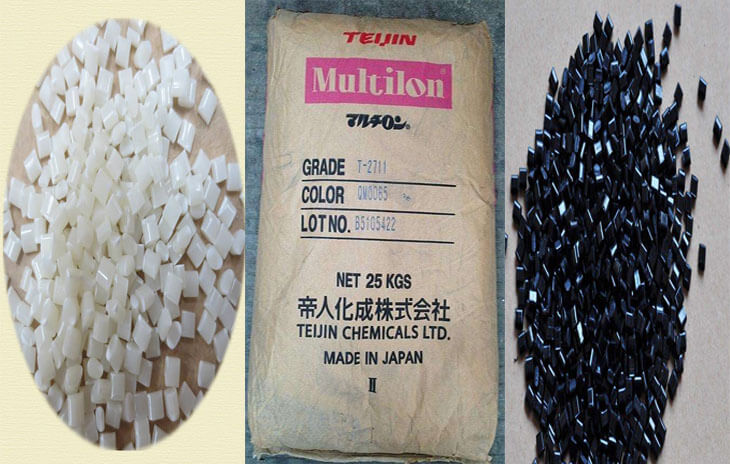 TEIJIN
Multilon®
マルチロン®
GRADE T-2711
COLOR QM0065
LOT NO. B5105422
NET 25 KGS
帝人化成株式会社
TEIJIN CHEMICALS LTD.
MADE IN JAPAN
II